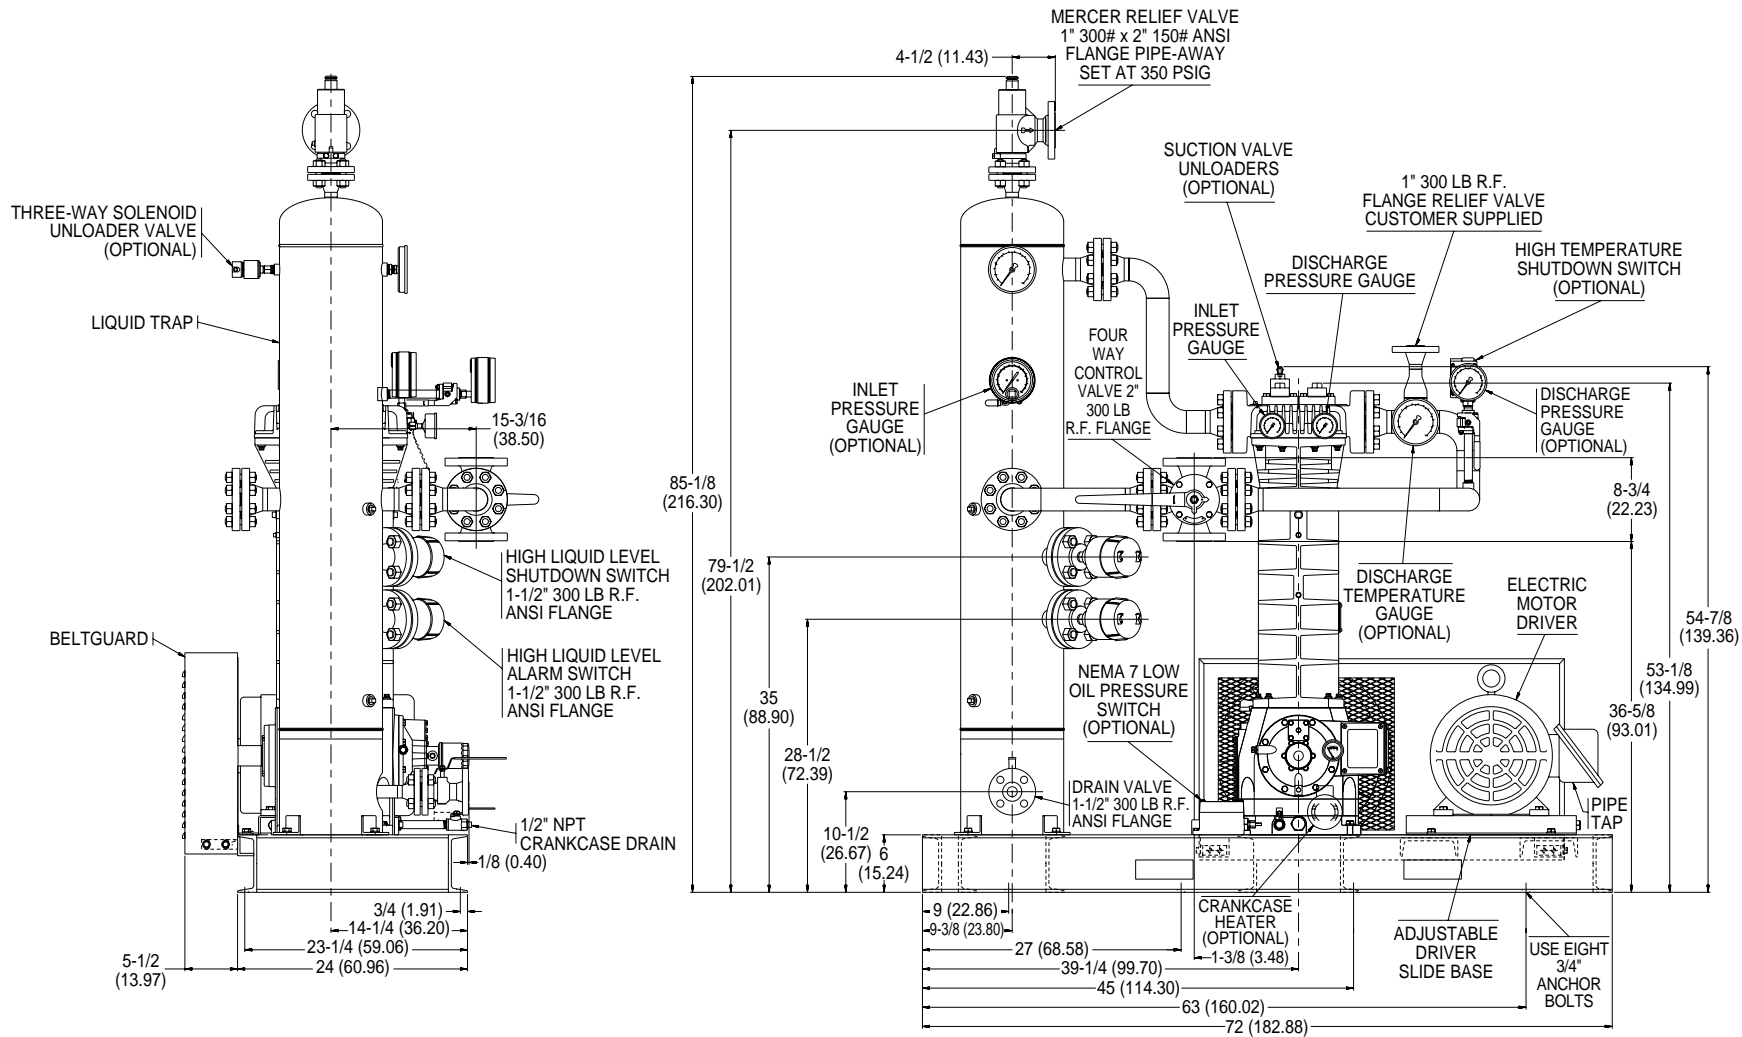 MERCER RELIEF VALVE
1" 300# x 2" 150# ANSI
FLANGE PIPE-AWAY
SET AT 350 PSIG
4-1/2 (11.43)
SUCTION VALVE
UNLOADERS
(OPTIONAL)
1" 300 LB R.F.
FLANGE RELIEF VALVE
CUSTOMER SUPPLIED
THREE-WAY SOLENOID
UNLOADER VALVE
(OPTIONAL)
HIGH TEMPERATURE
SHUTDOWN SWITCH
(OPTIONAL)
DISCHARGE
PRESSURE GAUGE
LIQUID TRAP
INLET
PRESSURE
GAUGE
FOUR
WAY
CONTROL
VALVE 2"
300 LB
R.F. FLANGE
INLET
PRESSURE
GAUGE
(OPTIONAL)
DISCHARGE
PRESSURE
GAUGE
(OPTIONAL)
15-3/16
(38.50)
85-1/8
(216.30)
8-3/4
(22.23)
79-1/2
(202.01)
HIGH LIQUID LEVEL
SHUTDOWN SWITCH
1-1/2" 300 LB R.F.
ANSI FLANGE
DISCHARGE
TEMPERATURE
GAUGE
(OPTIONAL)
ELECTRIC
MOTOR
DRIVER
54-7/8
(139.36)
BELTGUARD
HIGH LIQUID LEVEL
ALARM SWITCH
1-1/2" 300 LB R.F.
ANSI FLANGE
NEMA 7 LOW
OIL PRESSURE
SWITCH
(OPTIONAL)
53-1/8
(134.99)
35
(88.90)
36-5/8
(93.01)
28-1/2
(72.39)
DRAIN VALVE
1-1/2" 300 LB R.F.
ANSI FLANGE
PIPE
TAP
1/2" NPT
CRANKCASE DRAIN
1/8 (0.40)
10-1/2
(26.67)
6
(15.24)
3/4 (1.91)
14-1/4 (36.20)
23-1/4 (59.06)
24 (60.96)
5-1/2
(13.97)
9 (22.86)
9-3/8 (23.80)
27 (68.58)
CRANKCASE
HEATER
(OPTIONAL)
1-3/8 (3.48)
39-1/4 (99.70)
45 (114.30)
63 (160.02)
72 (182.88)
ADJUSTABLE
DRIVER
SLIDE BASE
USE EIGHT
3/4"
ANCHOR
BOLTS